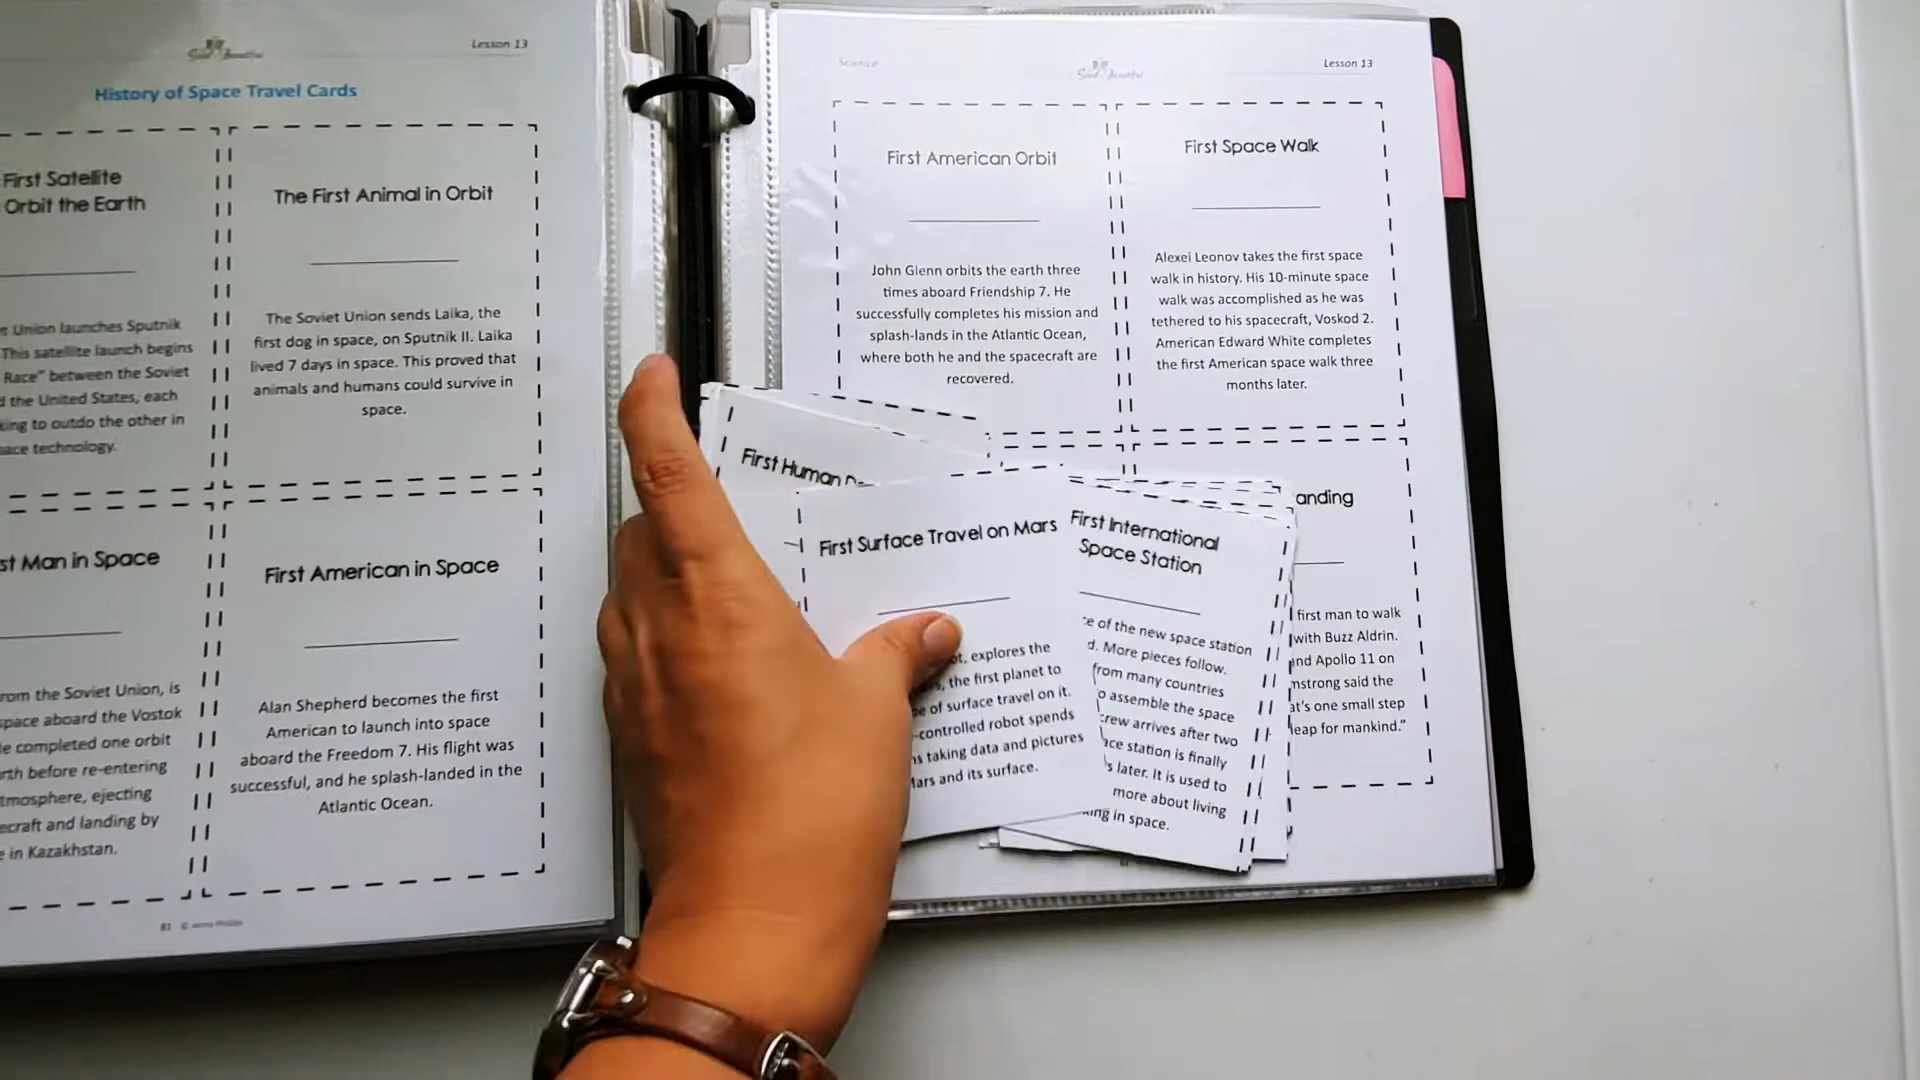 Lesson 13
History of Space Travel Cards
First Satellite
Orbit the Earth
Union launches Sputnik
This satellite launch begins
Race" between the Soviet
the United States, each
to outdo the other in
technology.
The First Animal in Orbit
The Soviet Union sends Laika, the
first dog in space, on Sputnik II. Laika
lived 7 days in space. This proved that
animals and humans could survive in
space.
Man in Space
from the Soviet Union, is
space aboard the Vostok
completed one orbit
before re-entering
ejecting
and landing by
in Kazakhstan.
First American in Space
Alan Shepherd becomes the first
American to launch into space
aboard the Freedom 7. His flight was
successful, and he splash-landed in the
Atlantic Ocean.
81
Science
Lesson 13
First American Orbit
John Glenn orbits the earth three
times aboard Friendship 7. He
successfully completes his mission and
splash-lands in the Atlantic Ocean,
where both he and the spacecraft are
recovered.
First Space Walk
Alexei Leonov takes the first space
walk in history. His 10-minute space
walk was accomplished as he was
tethered to his spacecraft, Voskod 2.
American Edward White completes
the first American space walk three
months later.
First Human
First Surface Travel on Mars
explores the
the first planet to
of surface travel on it.
-controlled robot spends
taking data and pictures
and its surface.
First International
Space Station
of the new space station
More pieces follow.
from many countries
assemble the space
arrives after two
station is finally
later. It is used to
more about living
in space.
anding
first man to walk
with Buzz Aldrin.
Apollo 11 on
said the
one small step
leap for mankind."